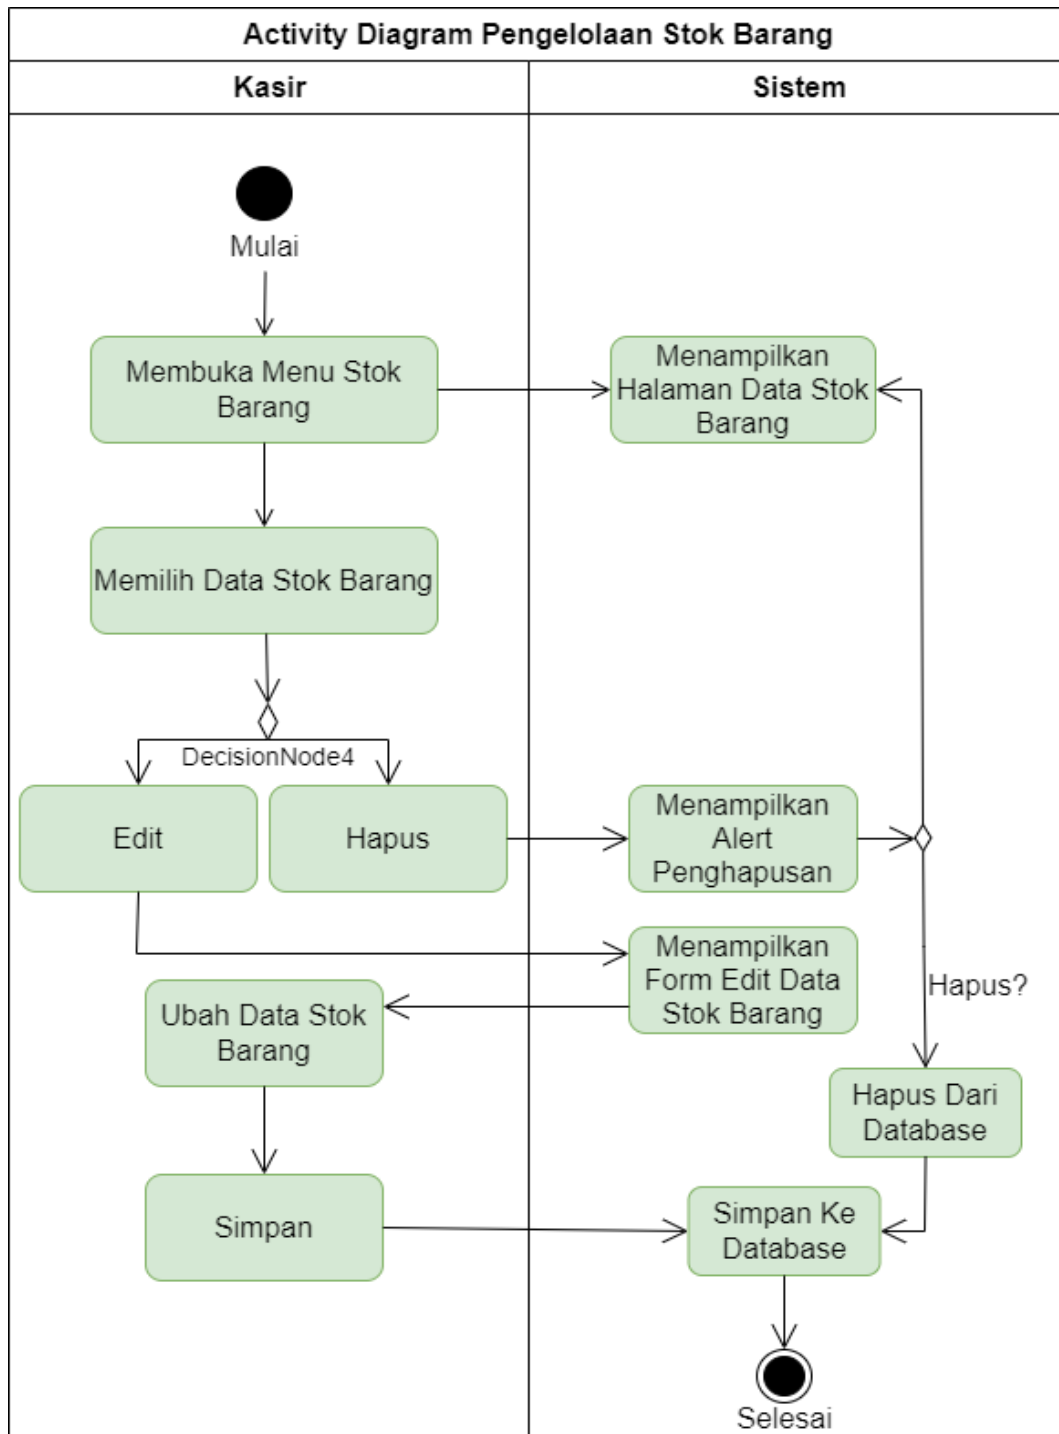 Activity Diagram Pengelolaan Stok Barang
Kasir
Sistem
Mulai
Membuka Menu Stok
Barang
Menampilkan
Halaman Data Stok
Barang
Memilih Data Stok Barang
DecisionNode4
Edit
Hapus
Menampilkan
Alert
Penghapusan
Menampilkan
Form Edit Data
Stok Barang
Hapus?
Ubah Data Stok
Barang
Hapus Dari
Database
Simpan
Simpan Ke
Database
Selesai